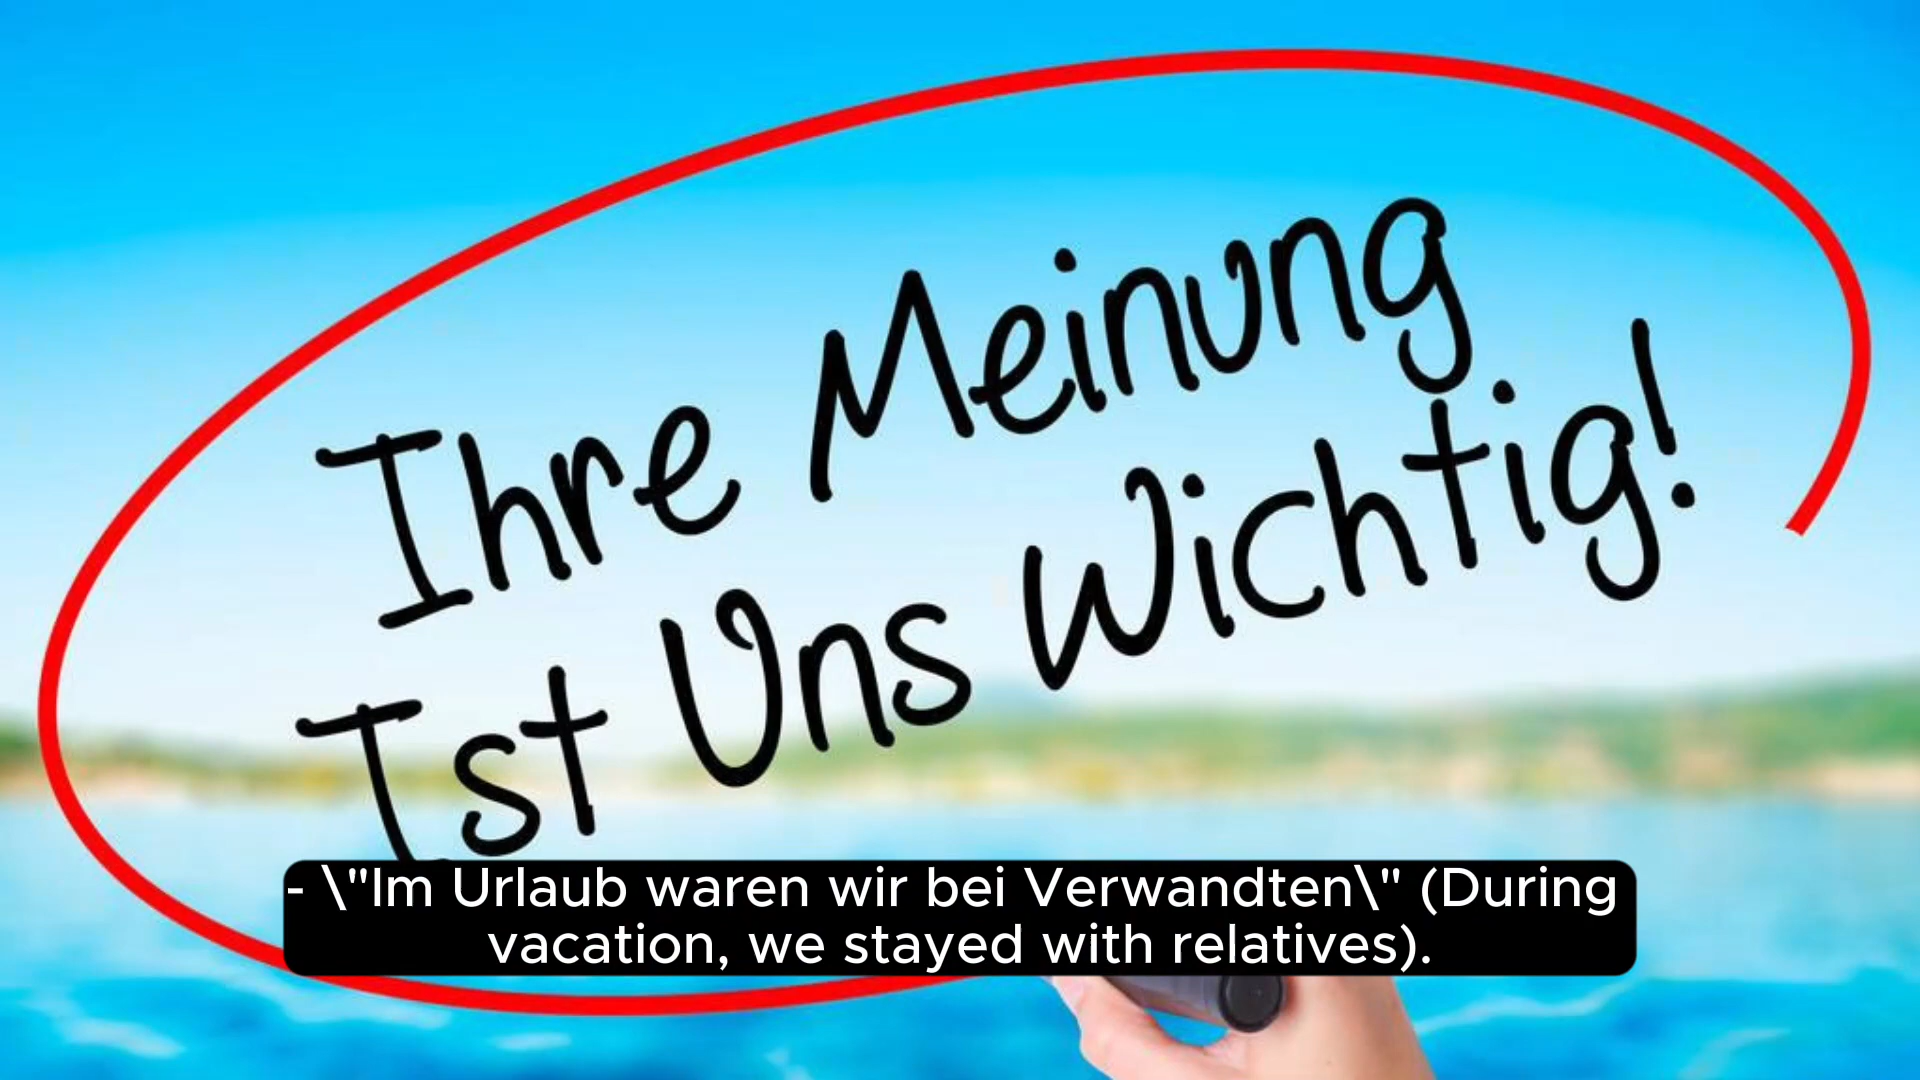 Ihre Meinung
Ist Uns Wichtig!
- \"Im Urlaub waren wir bei Verwandten\" (During
vacation, we stayed with relatives).